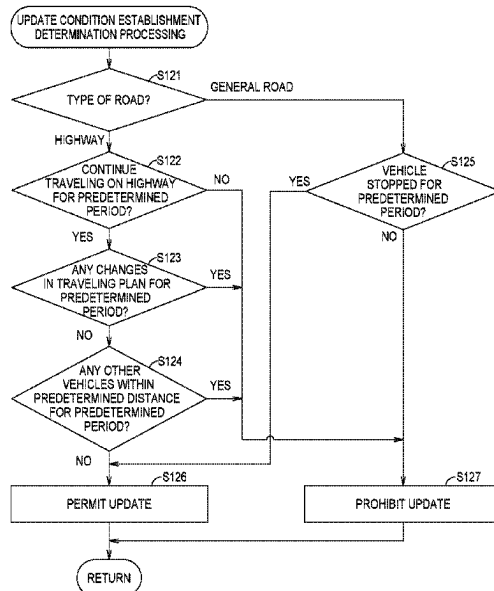 UPDATE CONDITION ESTABLISHMENT
DETERMINATION PROCESSING
S121
TYPE OF ROAD?
GENERAL ROAD
HIGHWAY
S122
CONTINUE
TRAVELING ON HIGHWAY
FOR PREDETERMINED
PERIOD?
NO
YES
S125
VEHICLE
STOPPED FOR
PREDETERMINED
PERIOD?
YES
NO
S123
ANY CHANGES
IN TRAVELING PLAN FOR
PREDETERMINED
PERIOD?
YES
NO
S124
ANY OTHER
VEHICLES WITHIN
PREDETERMINED DISTANCE
FOR PREDETERMINED
PERIOD?
YES
NO
S126
PERMIT UPDATE
S127
PROHIBIT UPDATE
RETURN